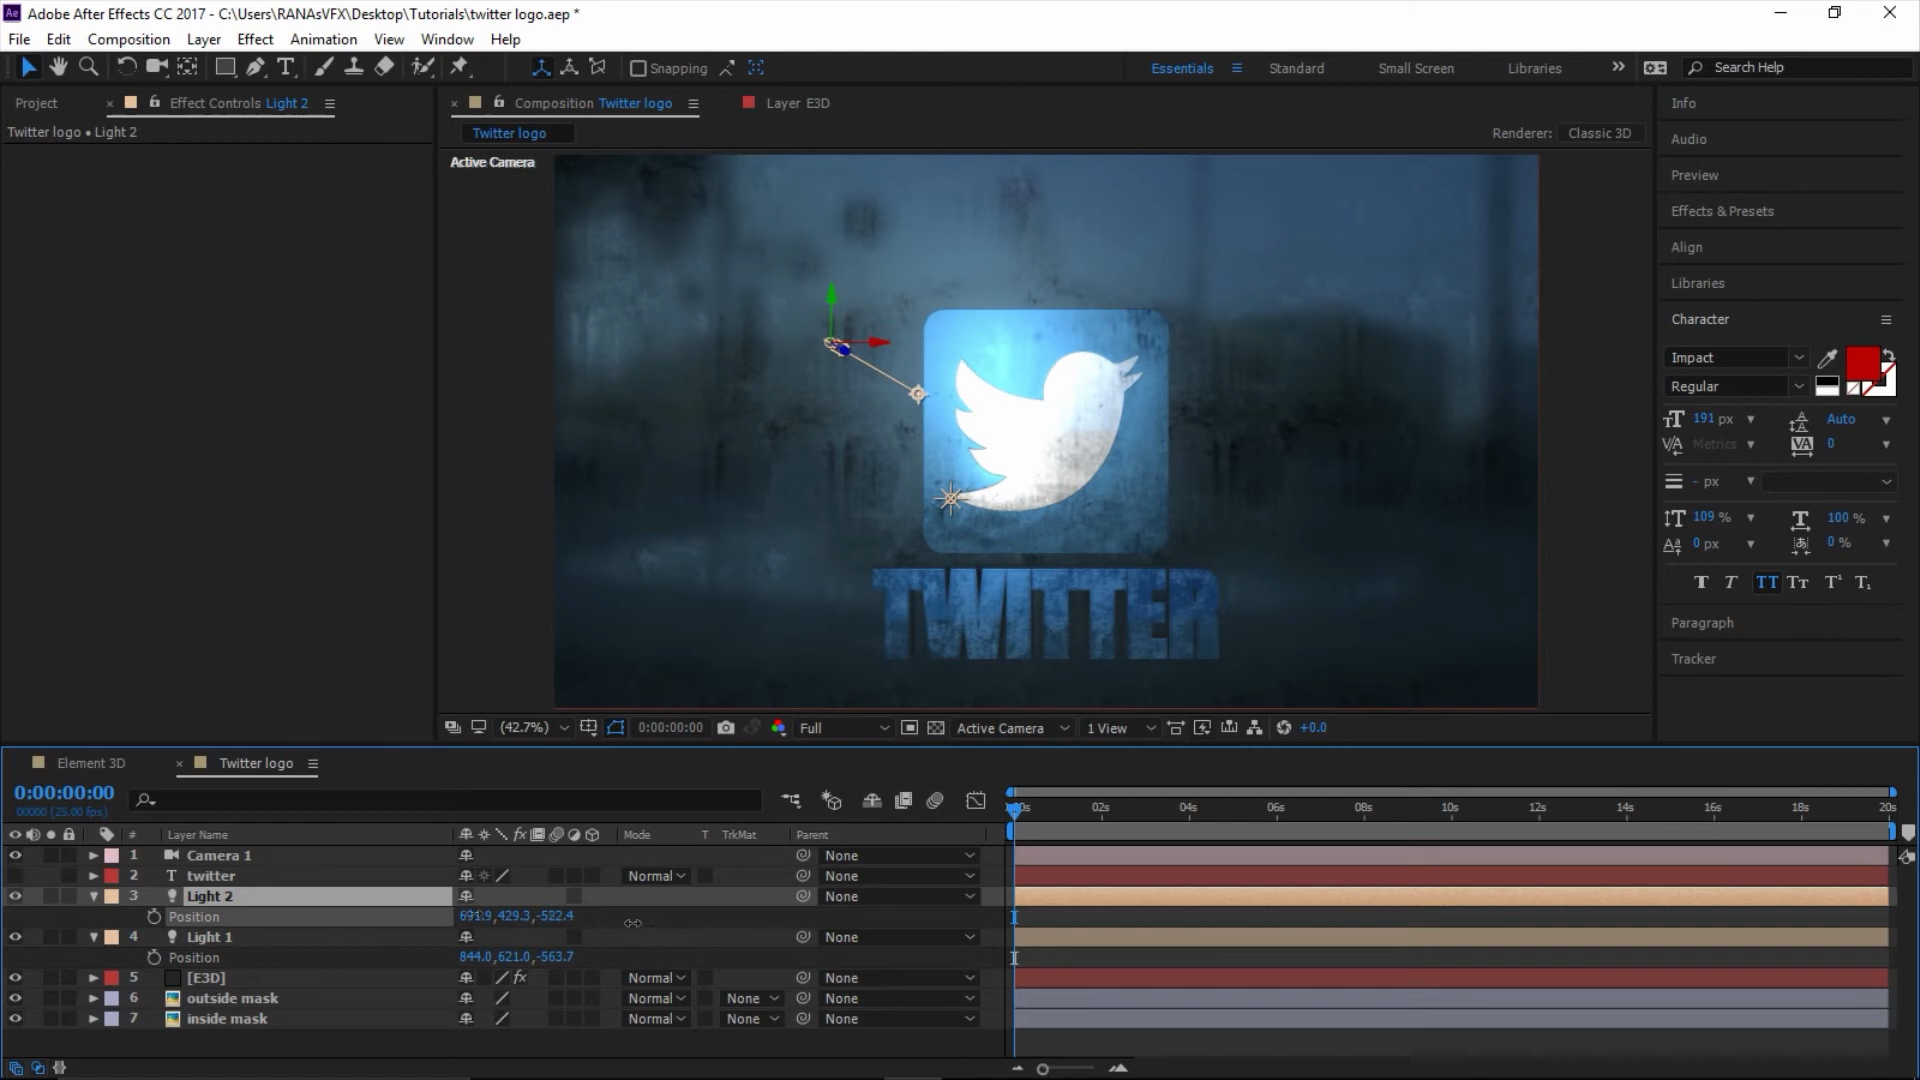 Ae Adobe After Effects CC 2017 - C:\Users\RANAsVFX\Desktop\Tutorials\twitter logo.aep *
File Edit Composition Layer Effect Animation View Window Help
Snapping Essentials Standard Small Screen Libraries Search Help
Project Effect Controls Light 2 Composition Twitter logo Layer E3D Info
Twitter logo • Light 2 Twitter logo Renderer: Classic 3D
Audio
Active Camera
Preview
Effects & Presets
Align
Libraries
Character
Impact
Regular
191 px Auto
Metrics 0
- px
109 % 100 %
0 px 0 %
T T TT Tr T¹ T₁
TWITTER
Paragraph
Tracker
(42.7%) 0:00:00:00 Full Active Camera 1 View +0.0
Element 3D Twitter logo
0:00:00:00
00000 (25.00 fps) 02s 04s 06s 08s 10s 12s 14s 16s 18s 20s
# Layer Name fx Mode T TrkMat Parent
1 Camera 1 None
2 T twitter Normal None
3 Light 2 None
Position 691.9,429.3,-522.4
4 Light 1 None
Position 844.0,621.0,-563.7
5 [E3D] fx Normal None
6 outside mask Normal None None
7 inside mask Normal None None